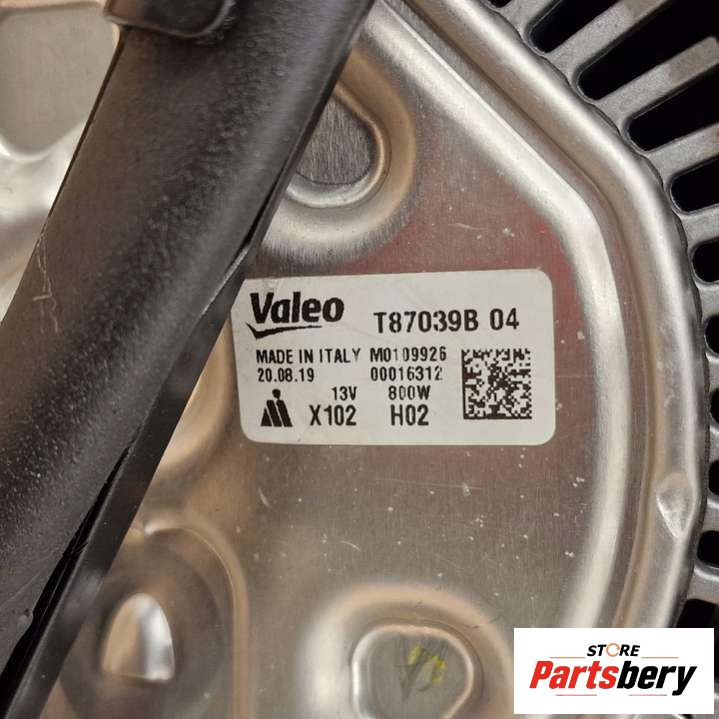 Valeo T87039B 04
MADE IN ITALY M0109926
20.08.19 00016312
13V 800W
X102 H02
STORE
Partsbery